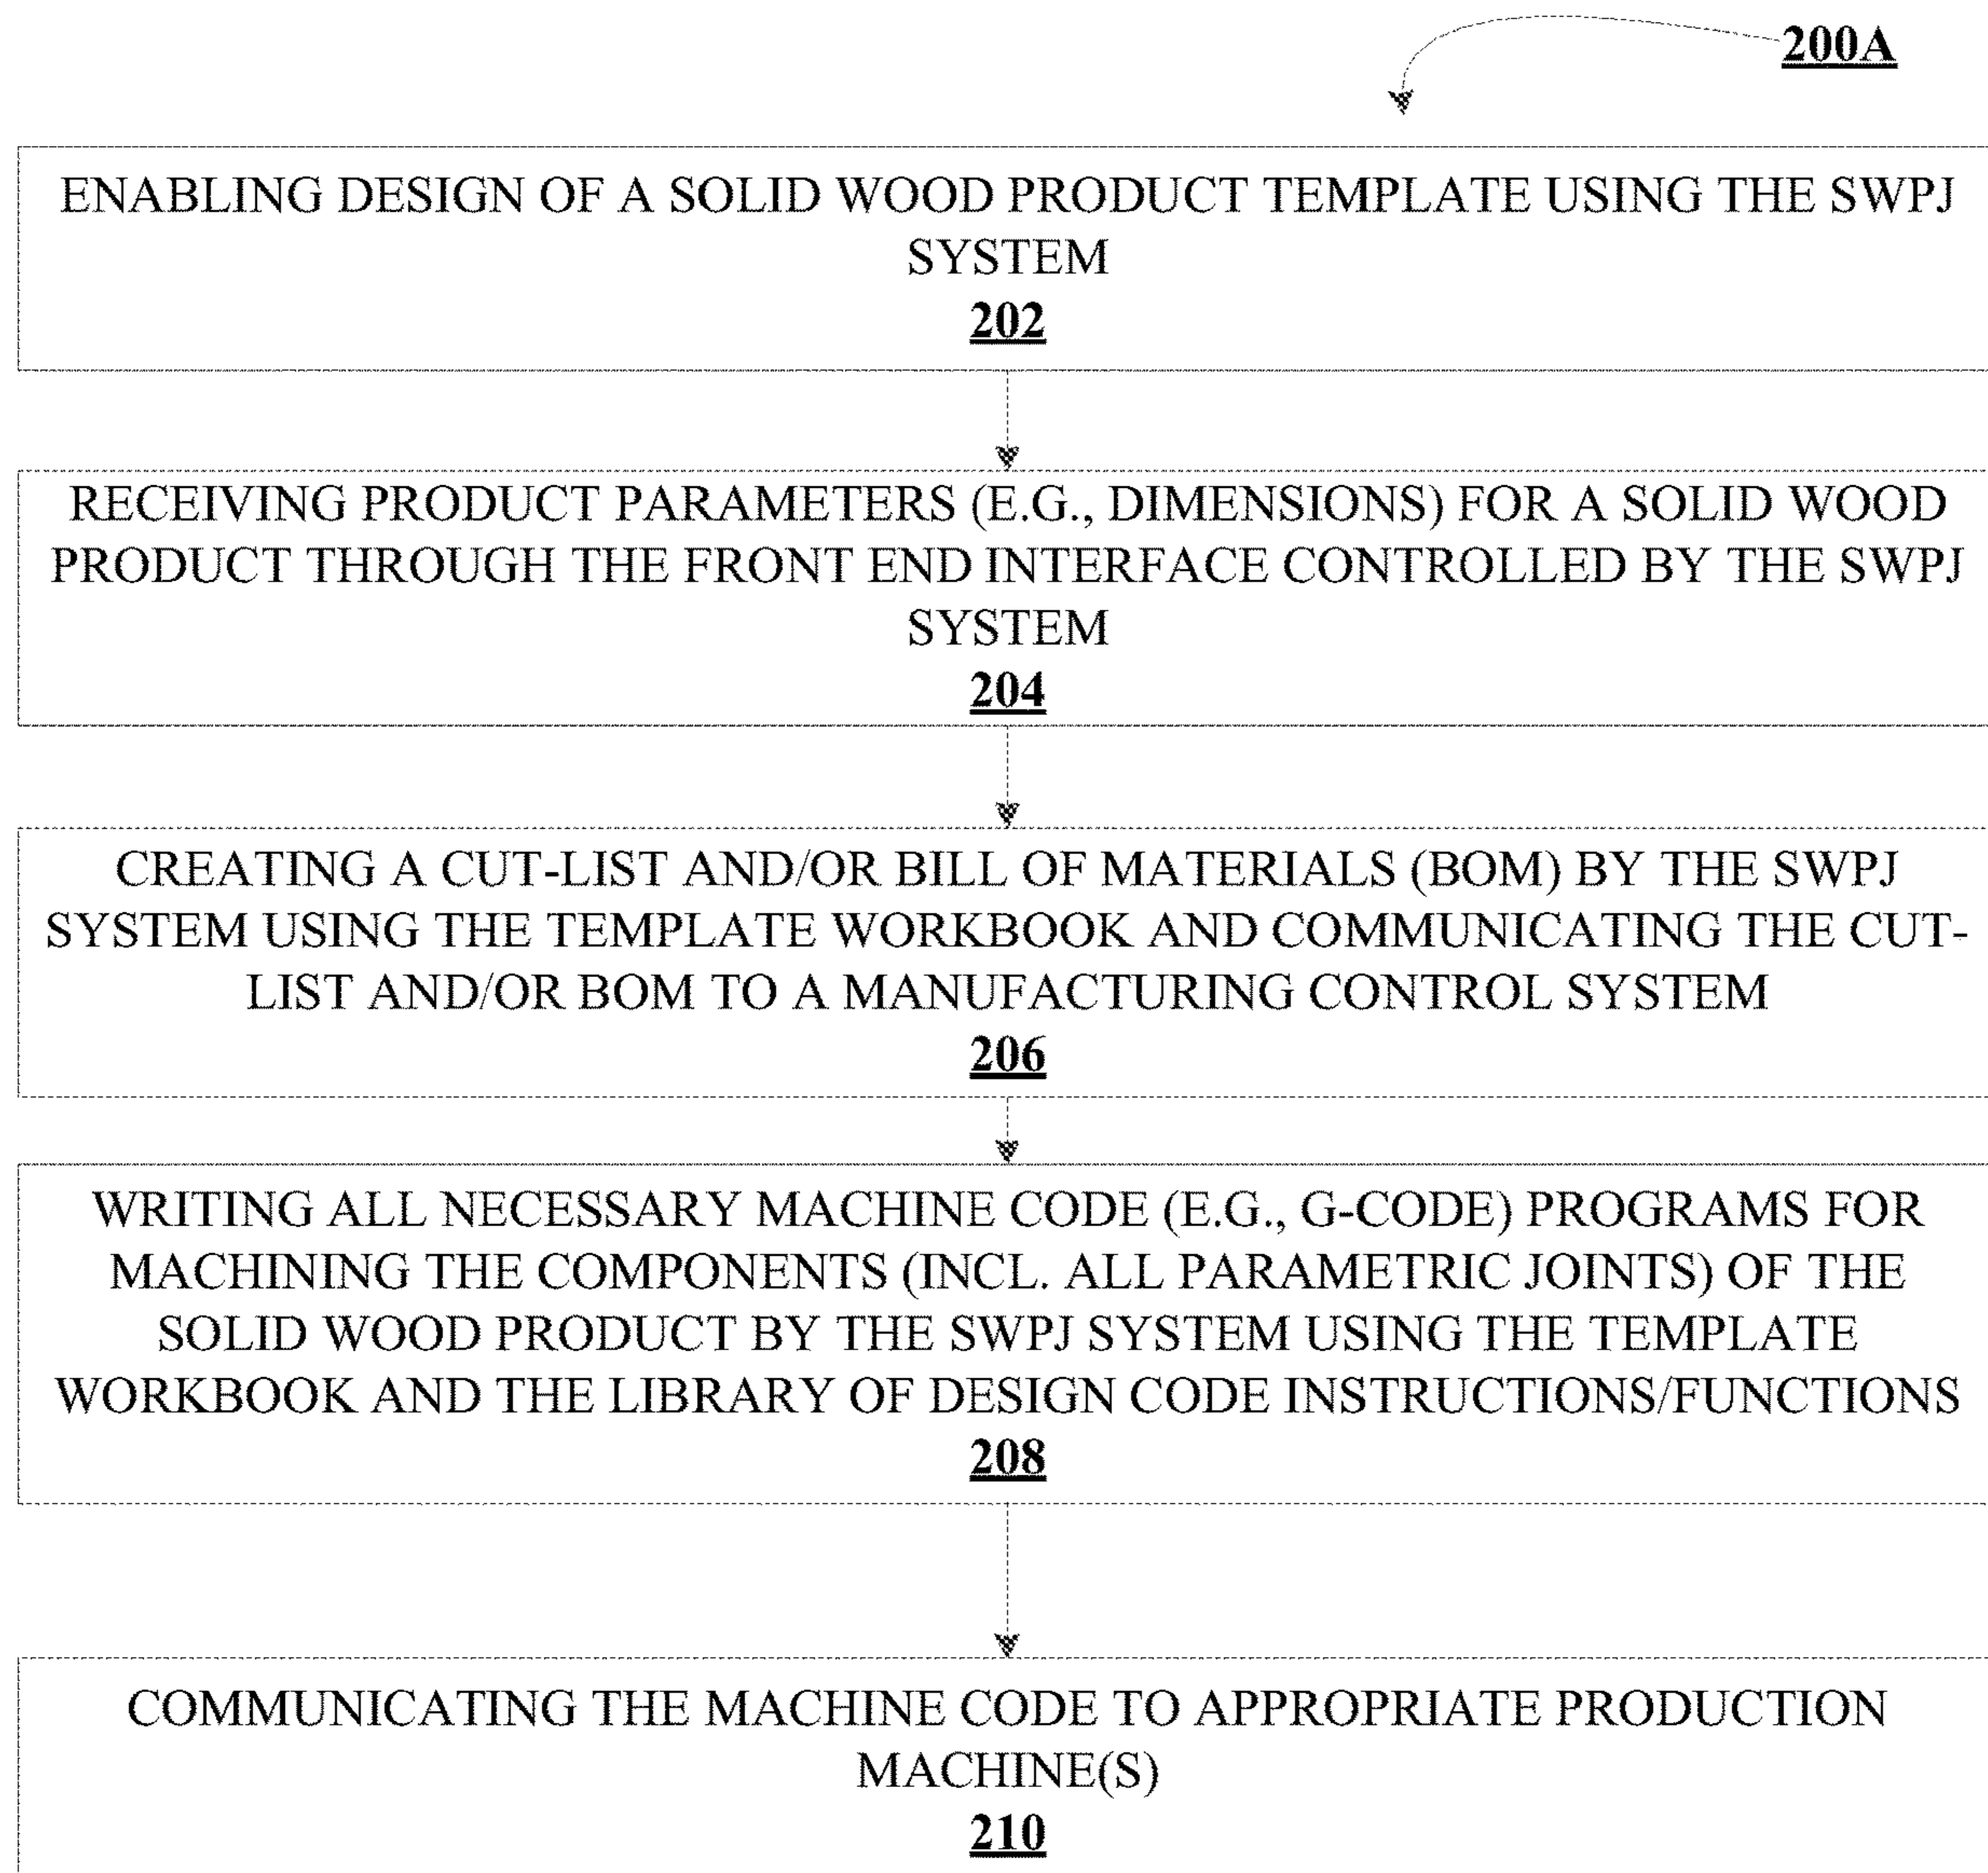 200A
ENABLING DESIGN OF A SOLID WOOD PRODUCT TEMPLATE USING THE SWPJ
SYSTEM
202
RECEIVING PRODUCT PARAMETERS (E.G., DIMENSIONS) FOR A SOLID WOOD
PRODUCT THROUGH THE FRONT END INTERFACE CONTROLLED BY THE SWPJ
SYSTEM
204
CREATING A CUT-LIST AND/OR BILL OF MATERIALS (BOM) BY THE SWPJ
SYSTEM USING THE TEMPLATE WORKBOOK AND COMMUNICATING THE CUT-
LIST AND/OR BOM TO A MANUFACTURING CONTROL SYSTEM
206
WRITING ALL NECESSARY MACHINE CODE (E.G., G-CODE) PROGRAMS FOR
MACHINING THE COMPONENTS (INCL. ALL PARAMETRIC JOINTS) OF THE
SOLID WOOD PRODUCT BY THE SWPJ SYSTEM USING THE TEMPLATE
WORKBOOK AND THE LIBRARY OF DESIGN CODE INSTRUCTIONS/FUNCTIONS
208
COMMUNICATING THE MACHINE CODE TO APPROPRIATE PRODUCTION
MACHINE(S)
210